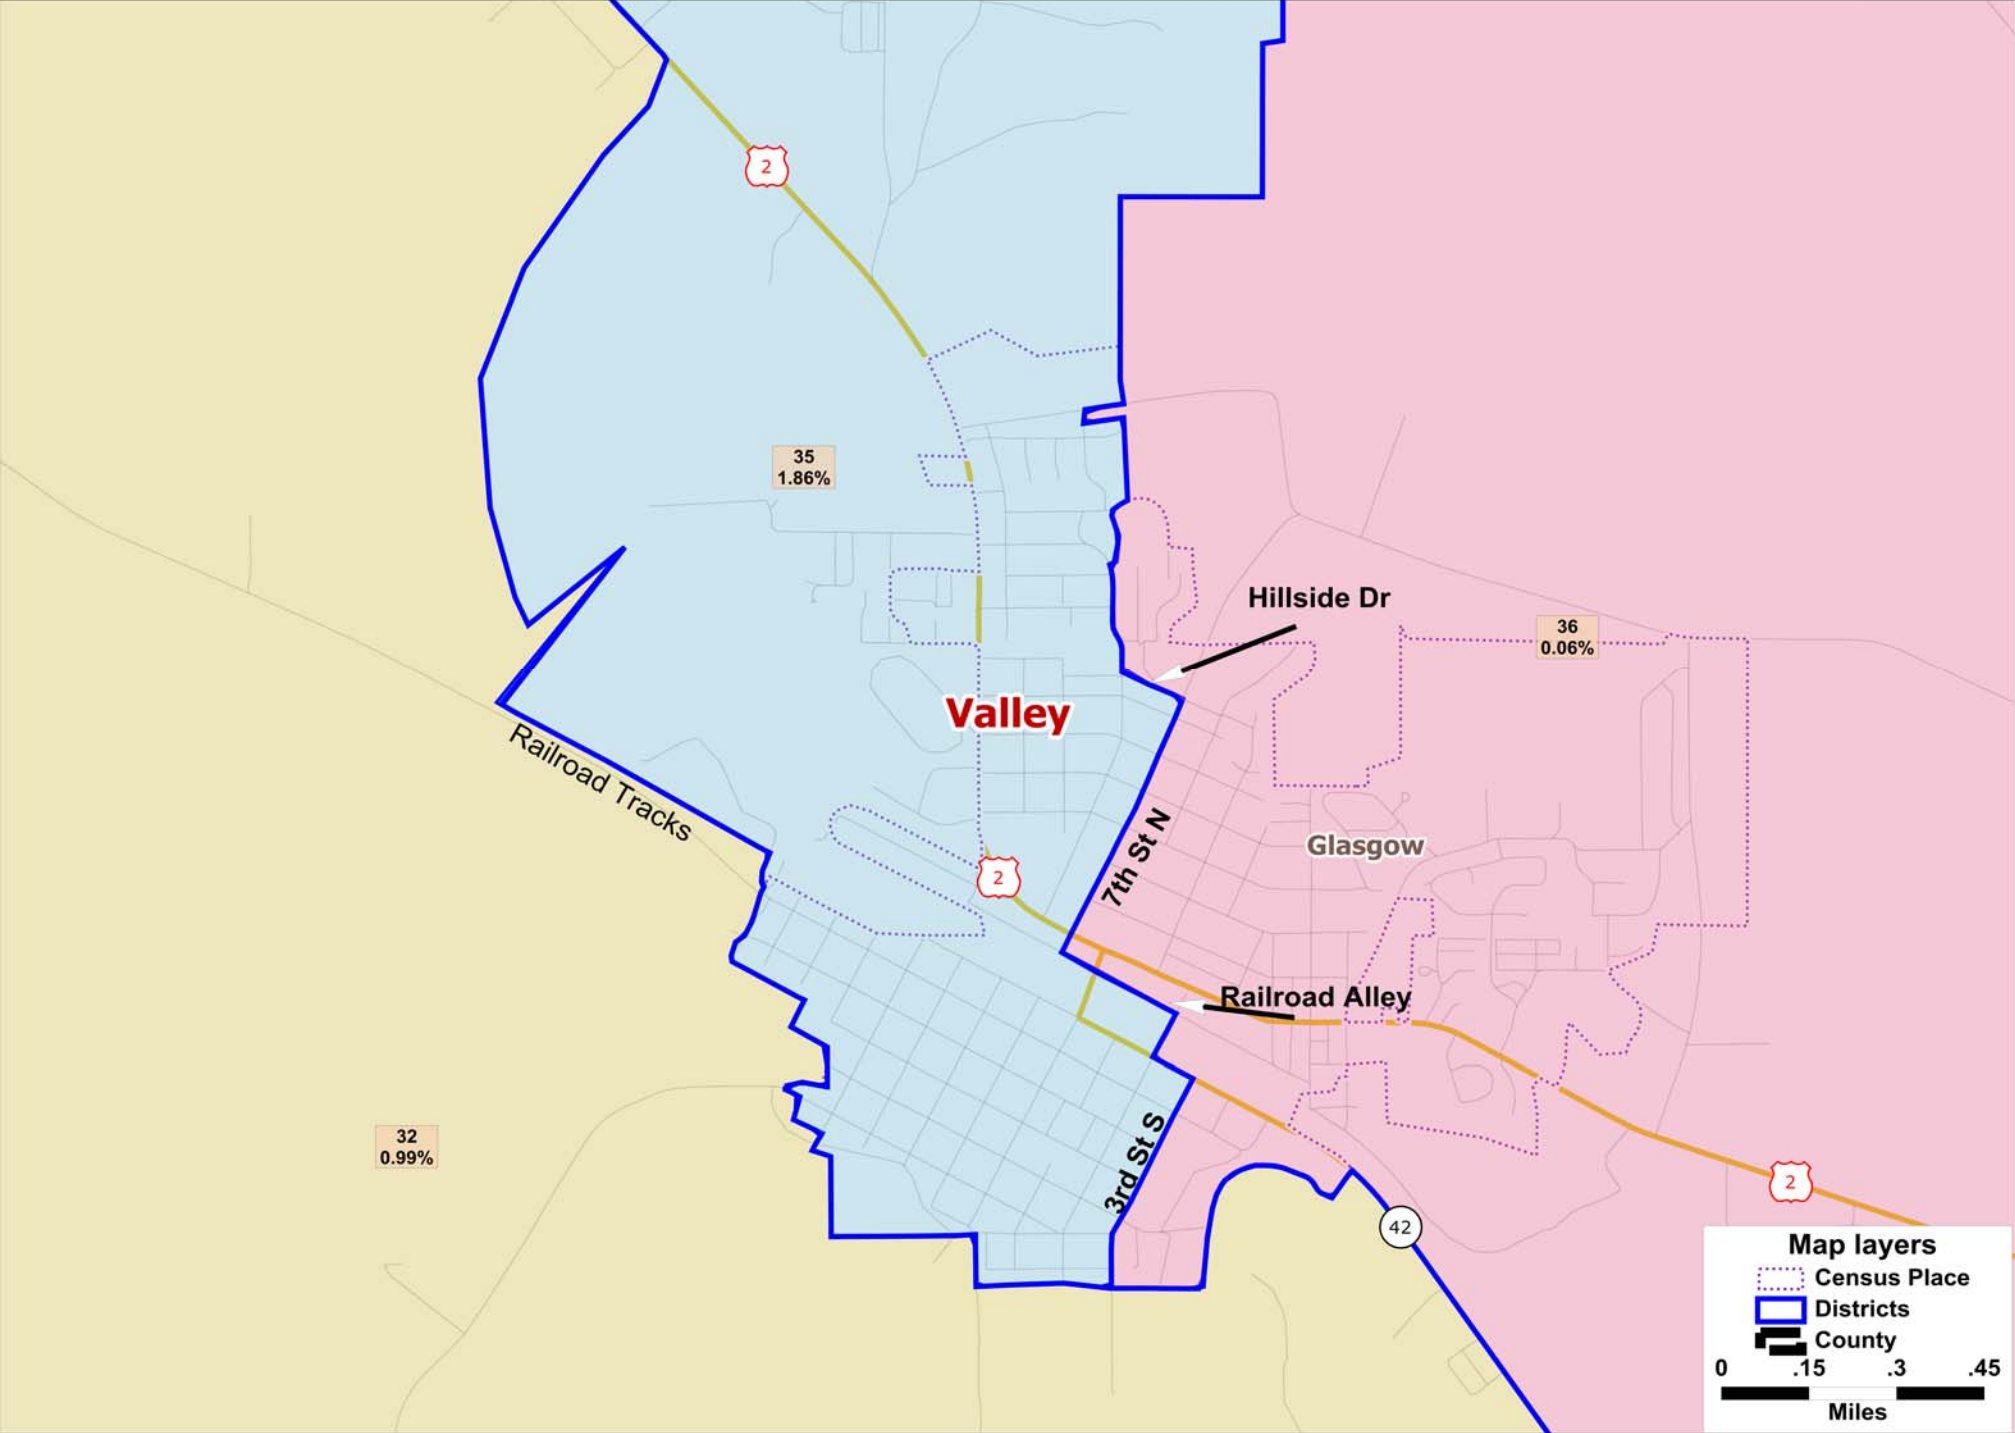 2
35
1.86%
Hillside Dr
36
0.06%
Valley
Railroad Tracks
7th St N
Glasgow
2
Railroad Alley
32
0.99%
3rd St S
2
42
Map layers
Census Place
Districts
County
0 .15 .3 .45
Miles